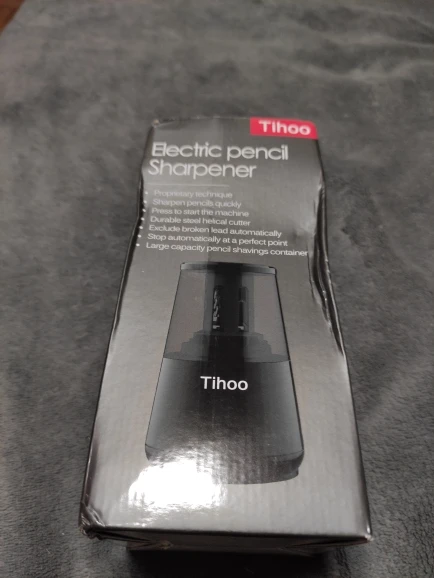 Tihoo
Electric pencil
Sharpener
Proprietary technique
Sharpen pencils quickly
Press to start the machine
Durable steel helical cutter
Exclude broken lead automatically
Stop automatically at a perfect point
Large capacity pencil shavings container
Tihoo